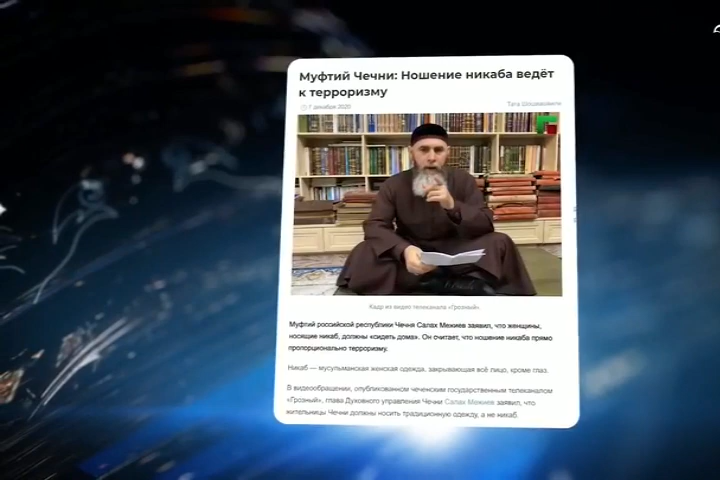 Муфтий Чечни: Ношение никаба ведёт
к терроризму
7 декабря 2020
Кадр из видео телеканала «Грозный»
Муфтий российской республики Чечня Салах Межиев заявил, что женщины,
носящие никаб, должны «сидеть дома». Он считает, что ношение никаба прямо
пропорционально терроризму.
Никаб — мусульманская женская одежда, закрывающая всё лицо, кроме глаз.
В видеообращении, опубликованном чеченским государственным телеканалом
«Грозный», глава Духовного управления Чечни Салах Межиев заявил, что
жительницы Чечни должны носить традиционную одежду, а не никаб.